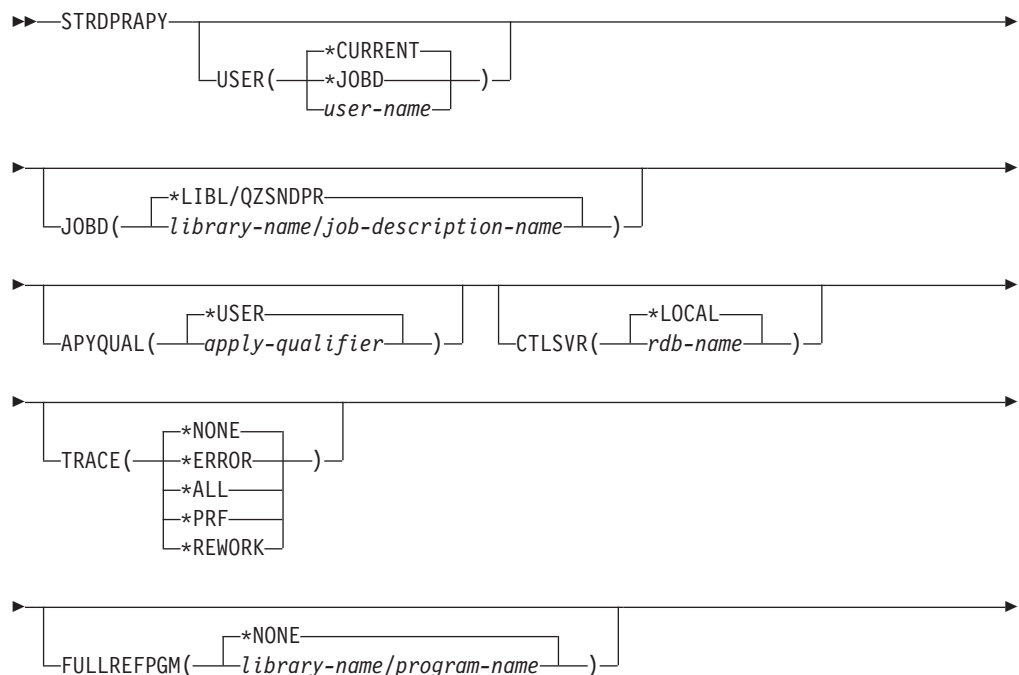 STRDPRAPY
*CURRENT
USER( *JOBD )
user-name
*LIBL/QZSNDPR
JOBD( library-name/job-description-name )
*USER *LOCAL
APYQUAL( apply-qualifier ) CTLSVR( rdb-name )
*NONE
TRACE( *ERROR )
*ALL
*PRF
*REWORK
*NONE
FULLREFPGM( library-name/program-name )